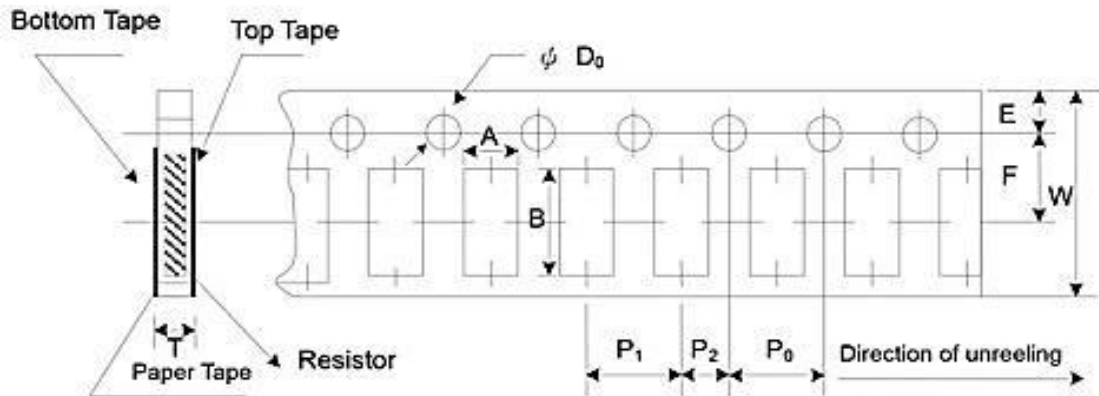 Bottom Tape
Top Tape
ψ D₀
E
A
F
W
B
T
Paper Tape
Resistor
P₁
P₂
P₀
Direction of unreeling